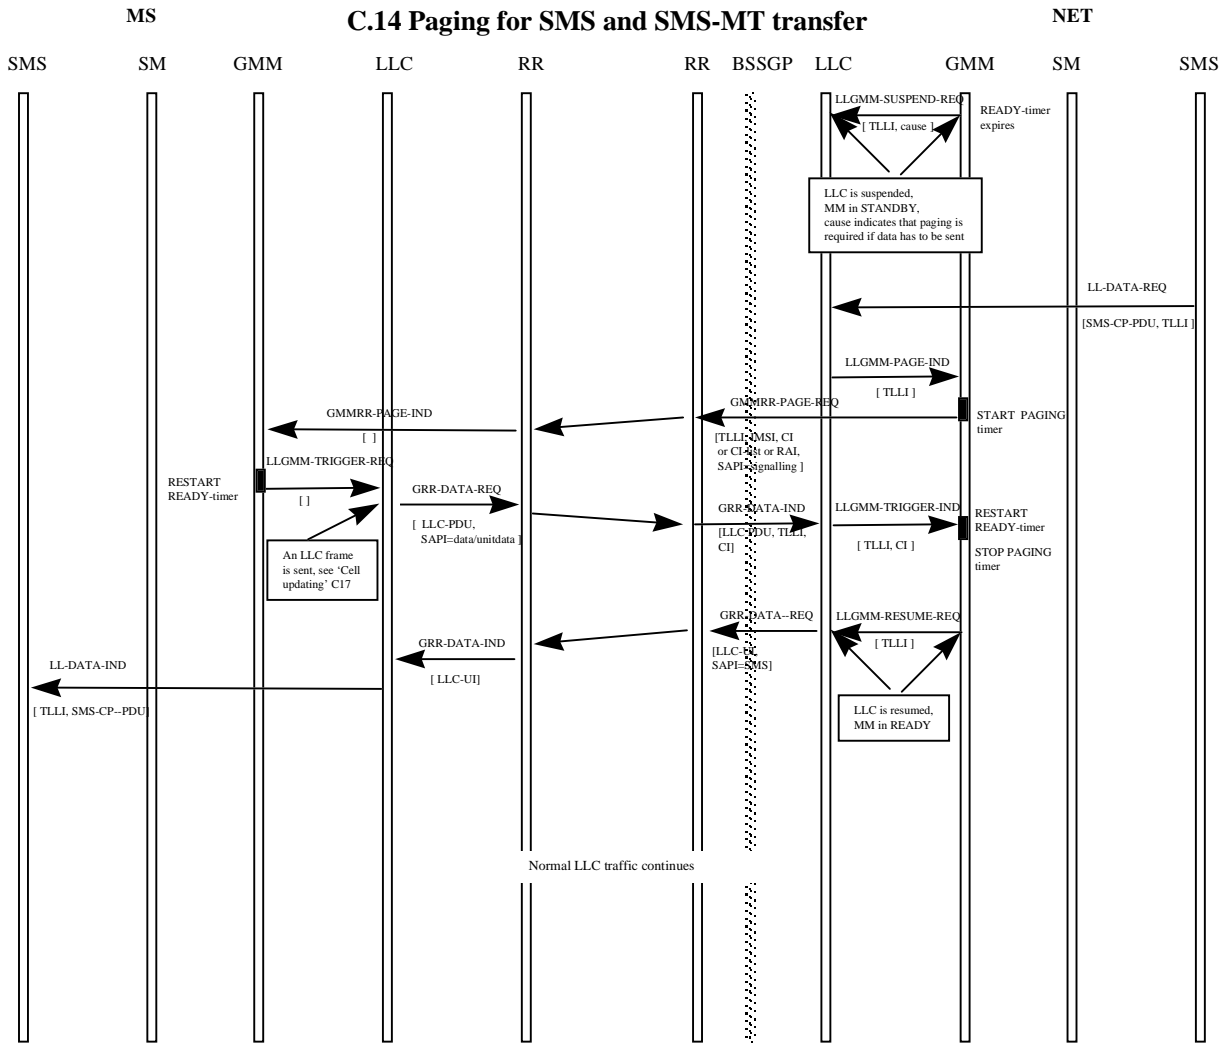 MS
C.14 Paging for SMS and SMS-MT transfer
NET
SMS SM GMM LLC RR RR BSSGP LLC GMM SM SMS
LLGMM-SUSPEND-REQ
[ TLLI, cause ]
READY-timer
expires
LLC is suspended,
MM in STANDBY,
cause indicates that paging is
required if data has to be sent
LL-DATA-REQ
[SMS-CP-PDU, TLLI ]
LLGMM-PAGE-IND
[ TLLI ]
GMMRR-PAGE-REQ
[TLLI, IMSI, CI
or CI-list or RAI,
SAPI=signalling ]
START PAGING
timer
GMMRR-PAGE-IND
[ ]
LLGMM-TRIGGER-REQ
[ ]
RESTART
READY-timer
GRR-DATA-REQ
[ LLC-PDU,
SAPI=data/unitdata ]
An LLC frame
is sent, see ‘Cell
updating’ C17
GRR-DATA-IND
[LLC-PDU, TLLI,
CI]
LLGMM-TRIGGER-IND
[ TLLI, CI ]
RESTART
READY-timer
STOP PAGING
timer
GRR-DATA--REQ
[LLC-UI,
SAPI=SMS]
LLGMM-RESUME-REQ
[ TLLI ]
GRR-DATA-IND
[ LLC-UI]
LL-DATA-IND
[ TLLI, SMS-CP--PDU]
LLC is resumed,
MM in READY
Normal LLC traffic continues